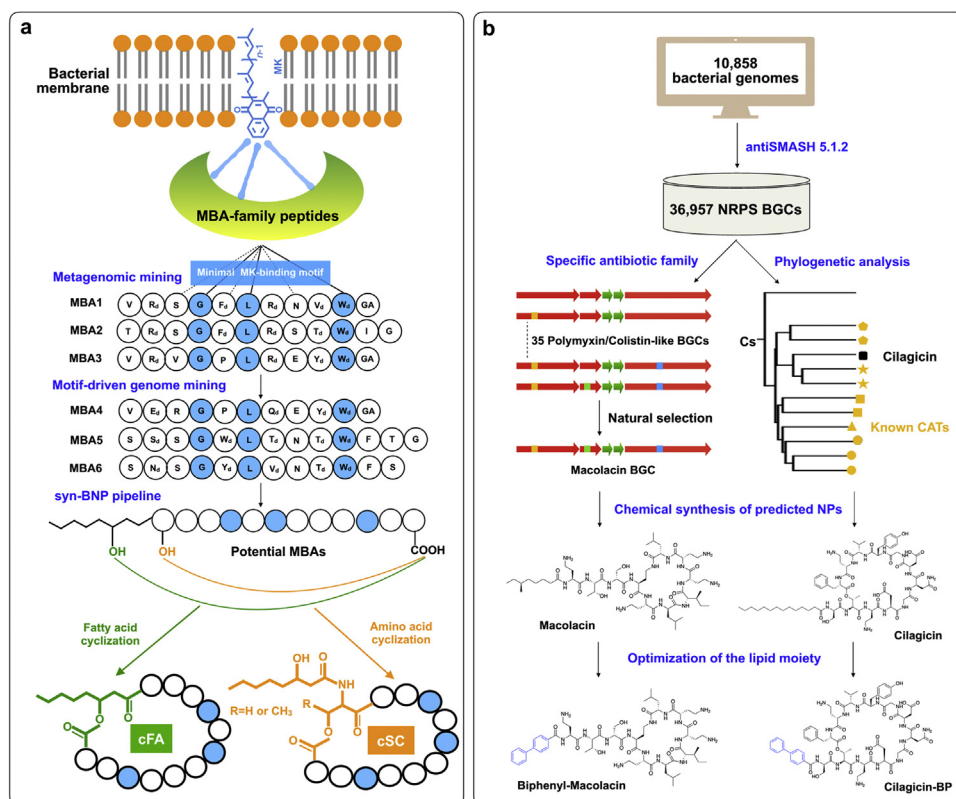 a
n-1
MK
Bacterial
membrane
MBA-family peptides
Minimal MK-binding motif
Metagenomic mining
MBA1 V Rd S G Fd L Rd N Vd Wd GA
MBA2 T Rd S G Fd L Rd S Td Wd I G
MBA3 V Rd V G P L Rd E Yd Wd GA
Motif-driven genome mining
MBA4 V Ed R G P L Qd E Yd Wd GA
MBA5 S Sd S G Wd L Td N Td Wd F T G
MBA6 S Nd S G Yd L Vd N Td Wd F S
syn-BNP pipeline
OH OH Potential MBAs COOH
Fatty acid
cyclization
Amino acid
cyclization
OH O
NH
R=H or CH3 R O
O
O
O
O
O
O
cFA
cSC
b
10,858
bacterial genomes
antiSMASH 5.1.2
36,957 NRPS BGCs
Specific antibiotic family
Phylogenetic analysis
35 Polymyxin/Colistin-like BGCs
Cs
Cilagicin
Natural selection
Known CATs
Macolacin BGC
Chemical synthesis of predicted NPs
Macolacin
Cilagicin
Optimization of the lipid moiety
Biphenyl-Macolacin
Cilagicin-BP